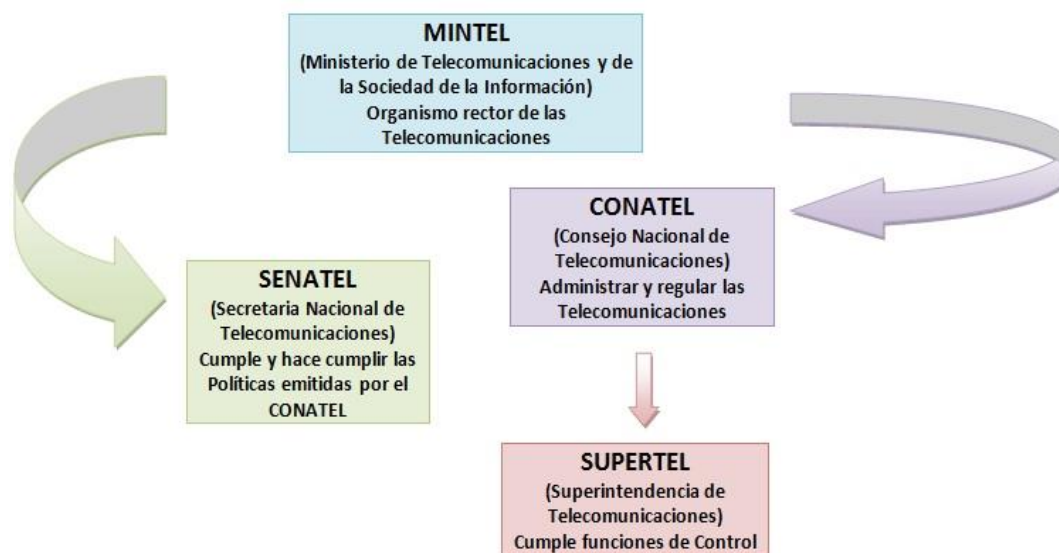 MINTEL
(Ministerio de Telecomunicaciones y de
la Sociedad de la Información)
Organismo rector de las
Telecomunicaciones
CONATEL
(Consejo Nacional de
Telecomunicaciones)
Administrar y regular las
Telecomunicaciones
SENATEL
(Secretaria Nacional de
Telecomunicaciones)
Cumple y hace cumplir las
Políticas emitidas por el
CONATEL
SUPERTEL
(Superintendencia de
Telecomunicaciones)
Cumple funciones de Control